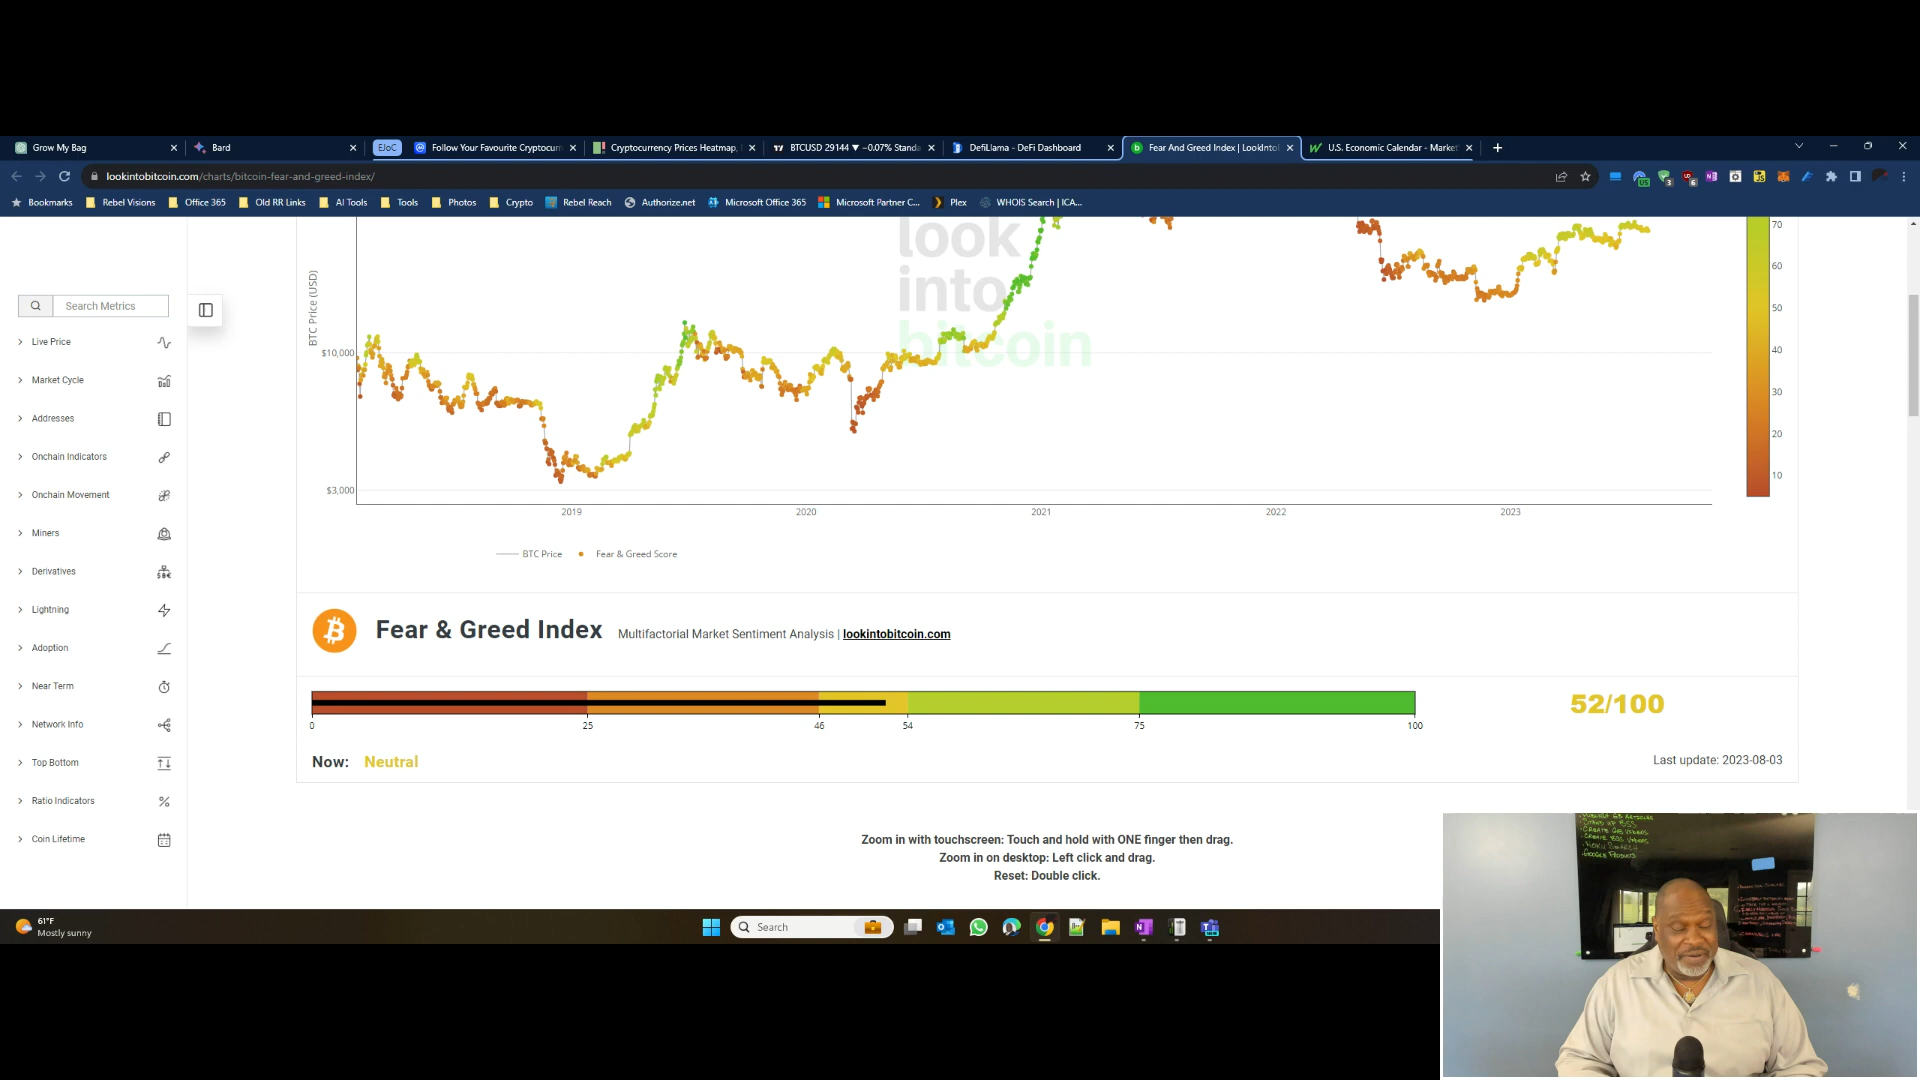 Grow My Bag
Bard
EJoC
Follow Your Favourite Cryptocurr
Cryptocurrency Prices Heatmap,
BTCUSD 29144 ▼ −0.07% Standa
DefiLlama - DeFi Dashboard
Fear And Greed Index | LookIntoI
U.S. Economic Calendar - Market
lookintobitcoin.com/charts/bitcoin-fear-and-greed-index/
Bookmarks
Rebel Visions
Office 365
Old RR Links
AI Tools
Tools
Photos
Crypto
Rebel Reach
Authorize.net
Microsoft Office 365
Microsoft Partner C...
Plex
WHOIS Search | ICA...
Search Metrics
Live Price
Market Cycle
Addresses
Onchain Indicators
Onchain Movement
Miners
Derivatives
Lightning
Adoption
Near Term
Network Info
Top Bottom
Ratio Indicators
Coin Lifetime
look
into
bitcoin
BTC Price (USD)
$10,000
$3,000
2019
2020
2021
2022
2023
70
60
50
40
30
20
10
BTC Price
Fear & Greed Score
Fear & Greed Index
Multifactorial Market Sentiment Analysis | lookintobitcoin.com
0
25
46
54
75
100
52/100
Now: Neutral
Last update: 2023-08-03
Zoom in with touchscreen: Touch and hold with ONE finger then drag.
Zoom in on desktop: Left click and drag.
Reset: Double click.
61°F
Mostly sunny
Search